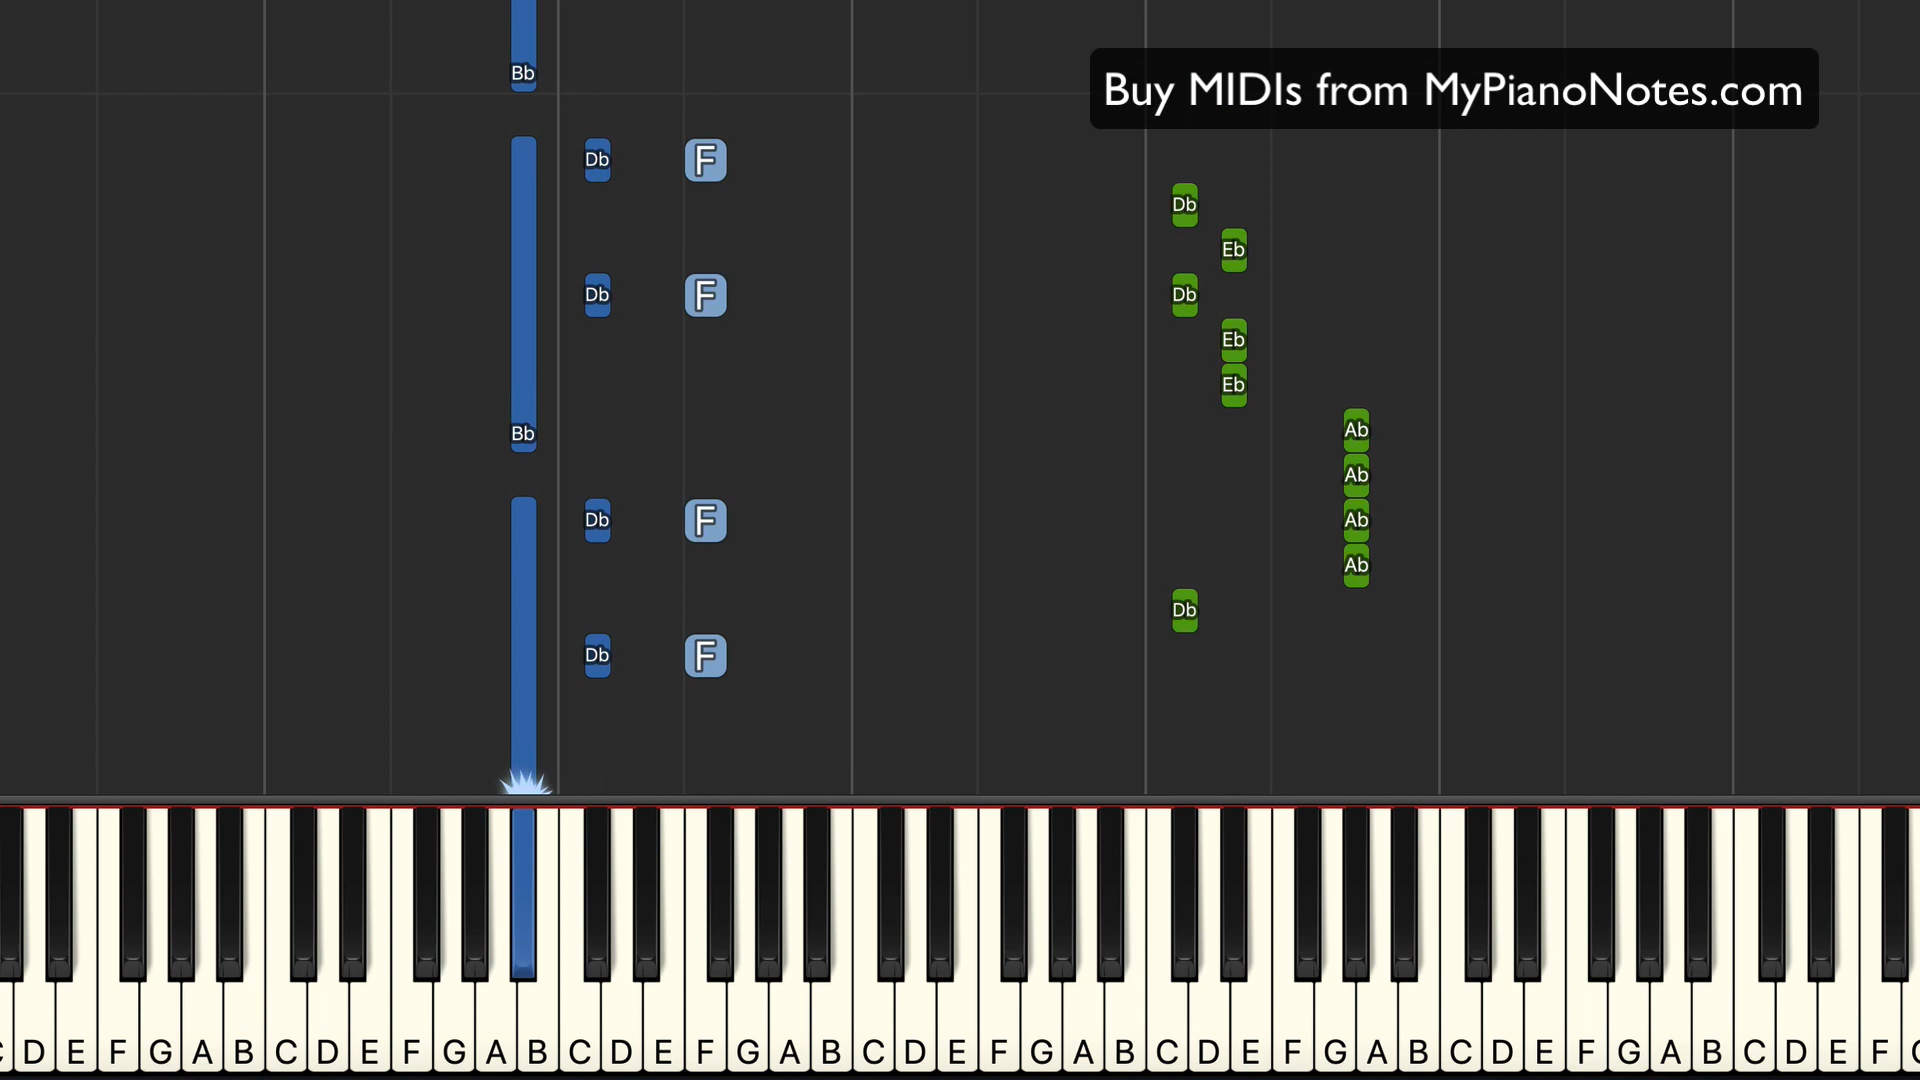 Bb
Buy MIDIs from MyPianoNotes.com
Db F
Db
Eb
Db F Db
Eb
Eb
Ab
Bb
Ab
Db F Ab
Ab
Db
Db F
C D E F G A B C D E F G A B C D E F G A B C D E F G A B C D E F G A B C D E F G A B C D E F